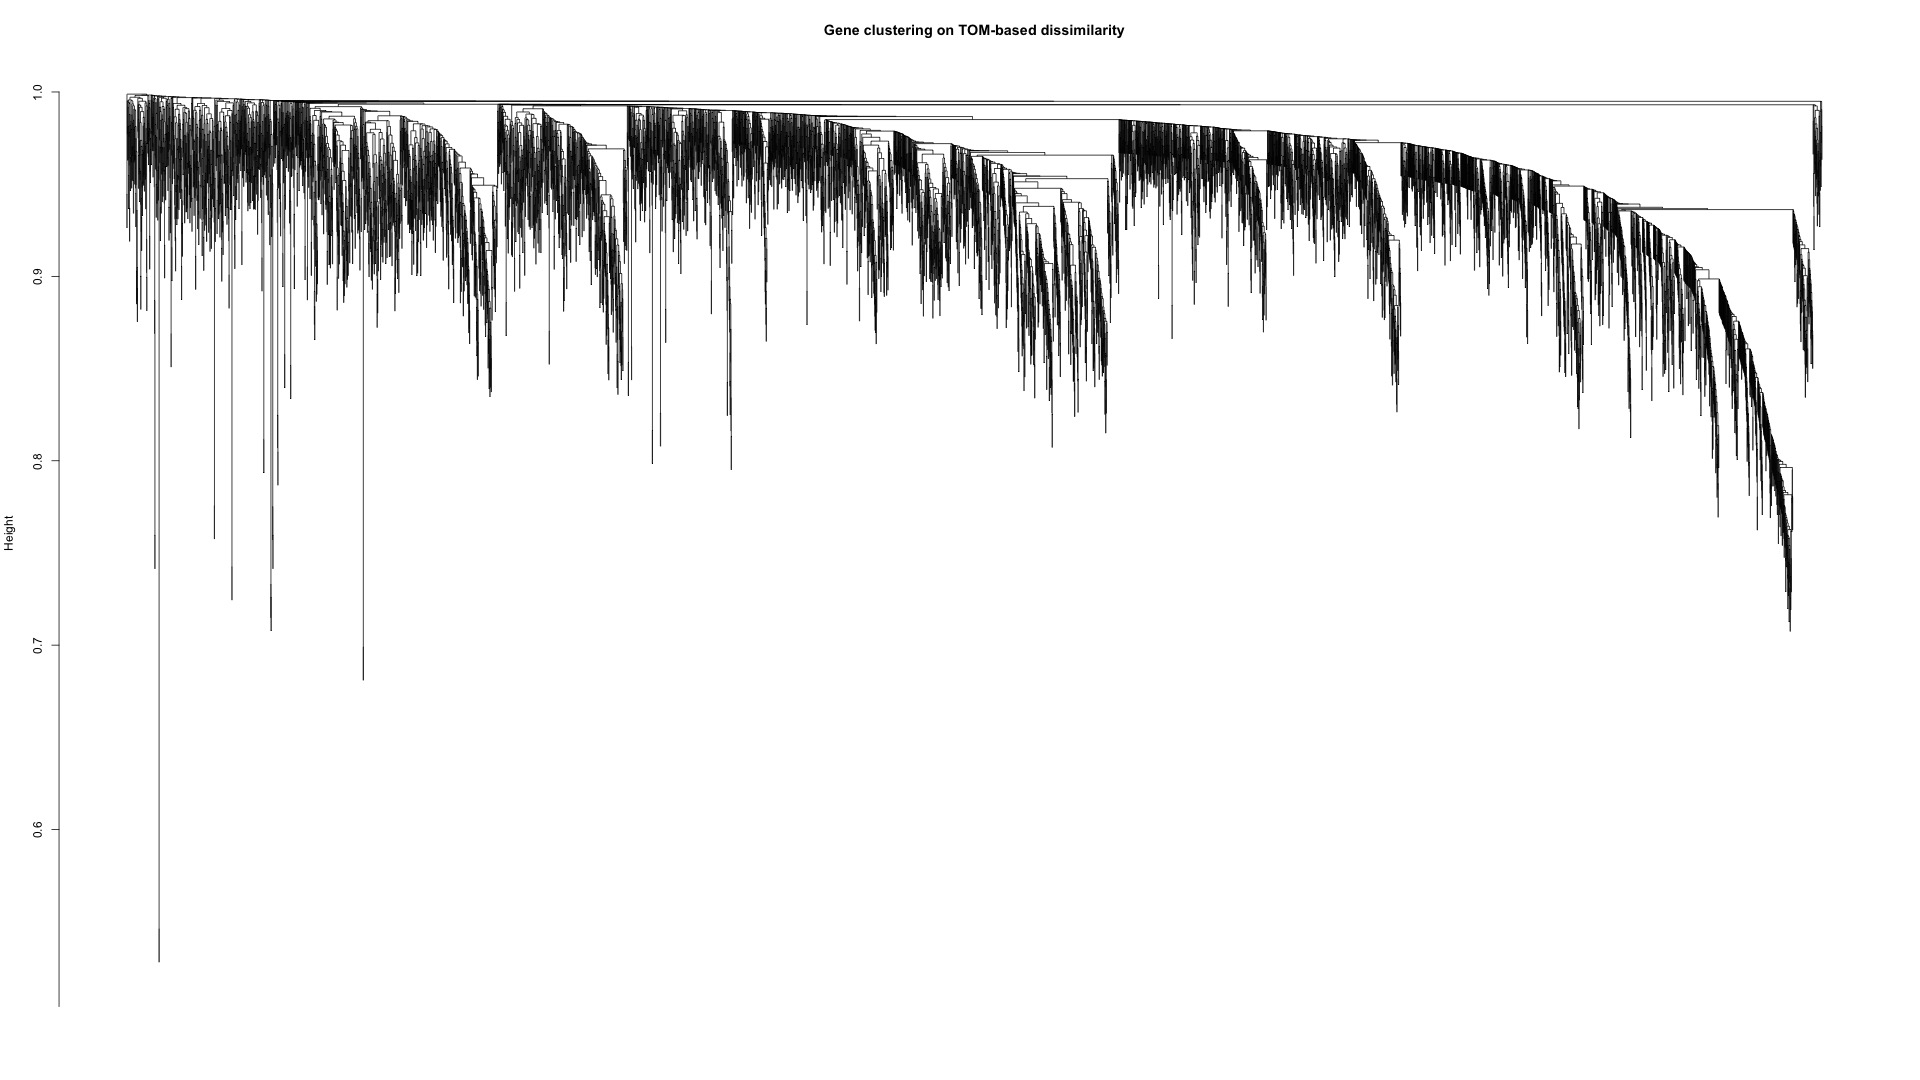 Gene clustering on TOM-based dissimilarity
1.0
0.9
0.8
0.7
0.6
Height